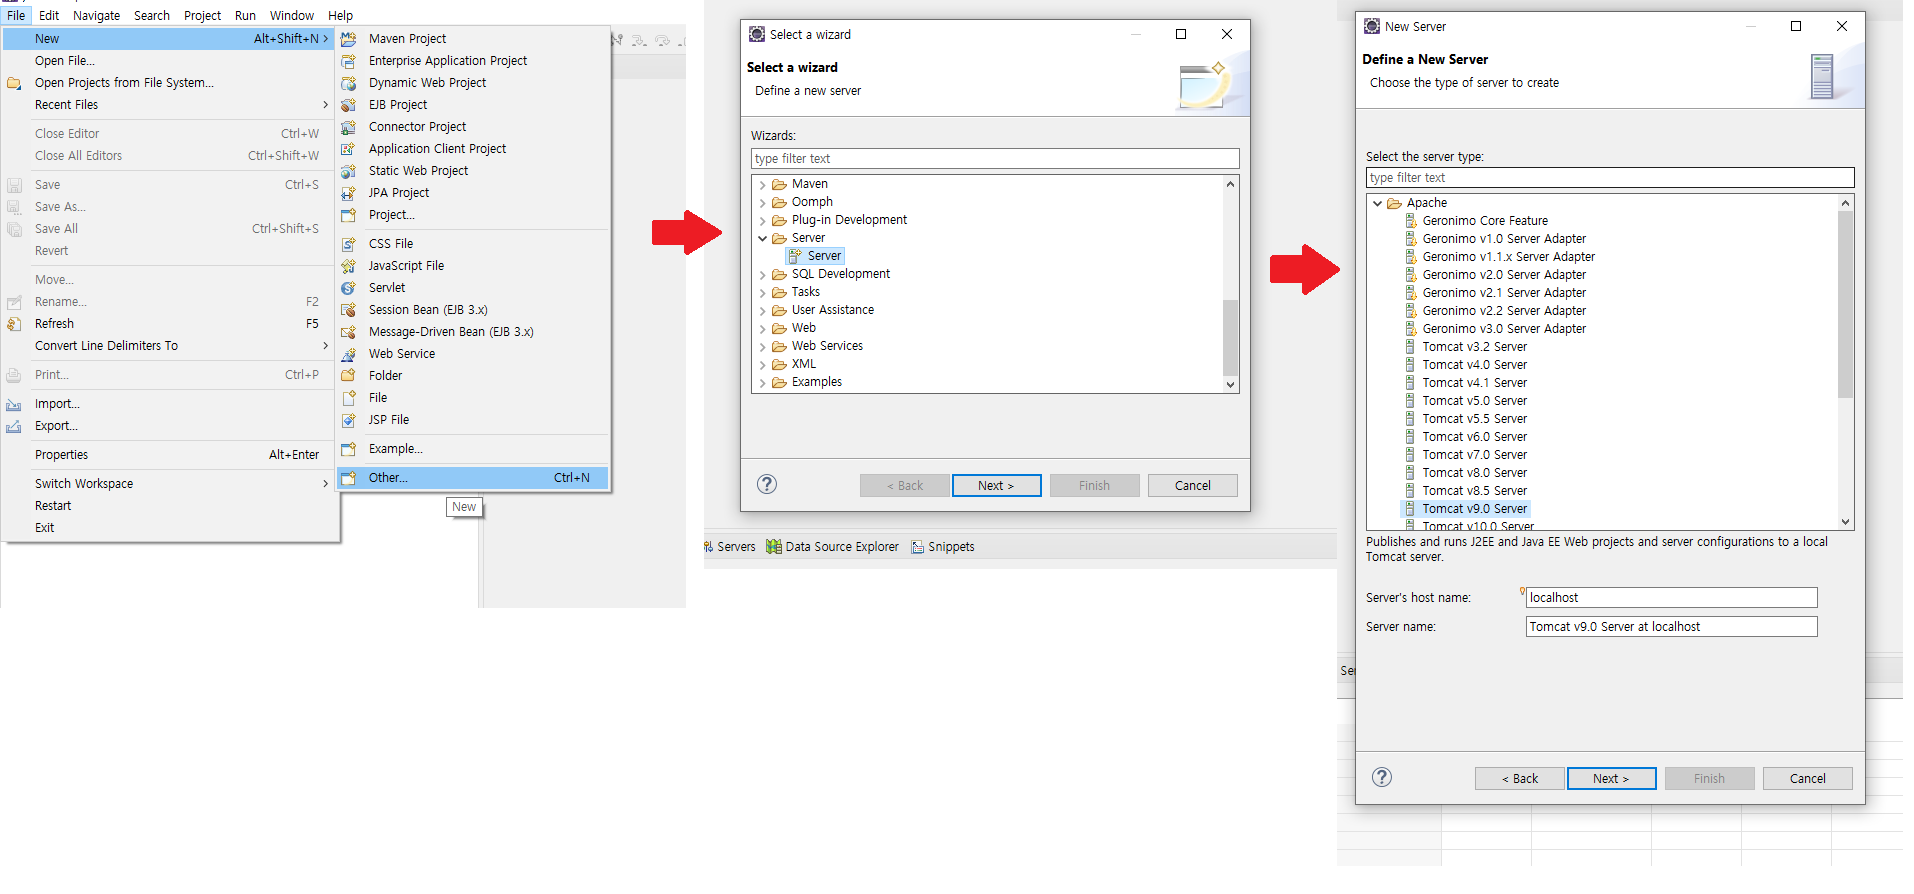 File Edit Navigate Search Project Run Window Help
New Alt+Shift+N >
Open File...
Open Projects from File System...
Recent Files
Close Editor Ctrl+W
Close All Editors Ctrl+Shift+W
Save Ctrl+S
Save As...
Save All Ctrl+Shift+S
Revert
Move...
Rename... F2
Refresh F5
Convert Line Delimiters To
Print... Ctrl+P
Import...
Export...
Properties Alt+Enter
Switch Workspace
Restart
Exit
Maven Project
Enterprise Application Project
Dynamic Web Project
EJB Project
Connector Project
Application Client Project
Static Web Project
JPA Project
Project...
CSS File
JavaScript File
Servlet
Session Bean (EJB 3.x)
Message-Driven Bean (EJB 3.x)
Web Service
Folder
File
JSP File
Example...
Other... Ctrl+N
New
Select a wizard
Select a wizard
Define a new server
Wizards:
type filter text
Maven
Oomph
Plug-in Development
Server
Server
SQL Development
Tasks
User Assistance
Web
Web Services
XML
Examples
< Back Next > Finish Cancel
Servers Data Source Explorer Snippets
New Server
Define a New Server
Choose the type of server to create
Select the server type:
type filter text
Apache
Geronimo Core Feature
Geronimo v1.0 Server Adapter
Geronimo v1.1.x Server Adapter
Geronimo v2.0 Server Adapter
Geronimo v2.1 Server Adapter
Geronimo v2.2 Server Adapter
Geronimo v3.0 Server Adapter
Tomcat v3.2 Server
Tomcat v4.0 Server
Tomcat v4.1 Server
Tomcat v5.0 Server
Tomcat v5.5 Server
Tomcat v6.0 Server
Tomcat v7.0 Server
Tomcat v8.0 Server
Tomcat v8.5 Server
Tomcat v9.0 Server
Tomcat v10.0 Server
Publishes and runs J2EE and Java EE Web projects and server configurations to a local
Tomcat server.
Server's host name: localhost
Server name: Tomcat v9.0 Server at localhost
Se
< Back Next > Finish Cancel